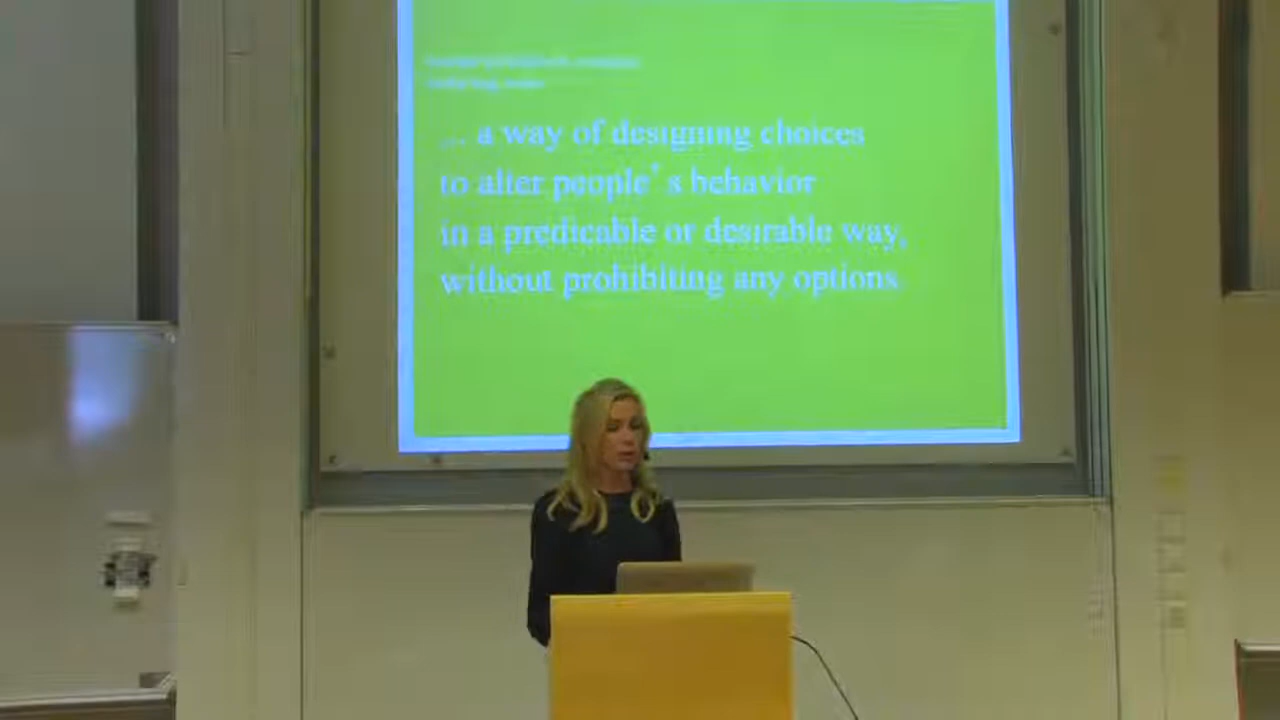 ... a way of designing choices
to alter people's behavior
in a predicable or desirable way,
without prohibiting any options